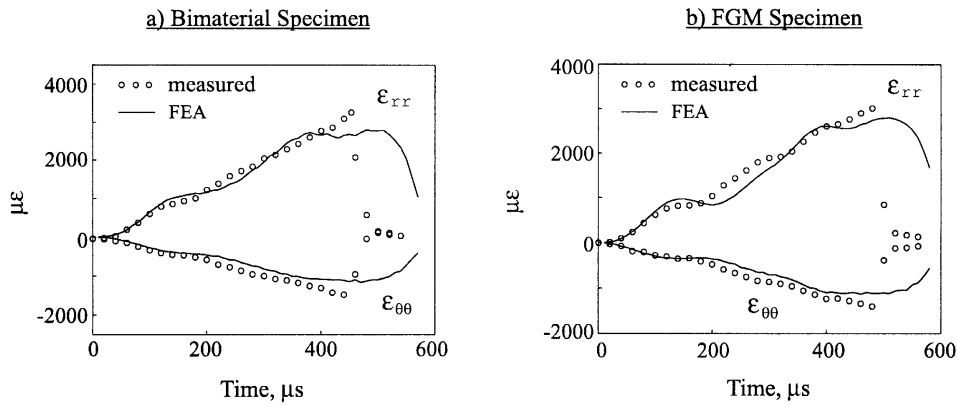 a) Bimaterial Specimen
4000
2000
0
-2000
με
measured
FEA
εrr
εθθ
0
200
400
600
Time, μs
b) FGM Specimen
4000
2000
0
-2000
με
measured
FEA
εrr
εθθ
0
200
400
600
Time, μs